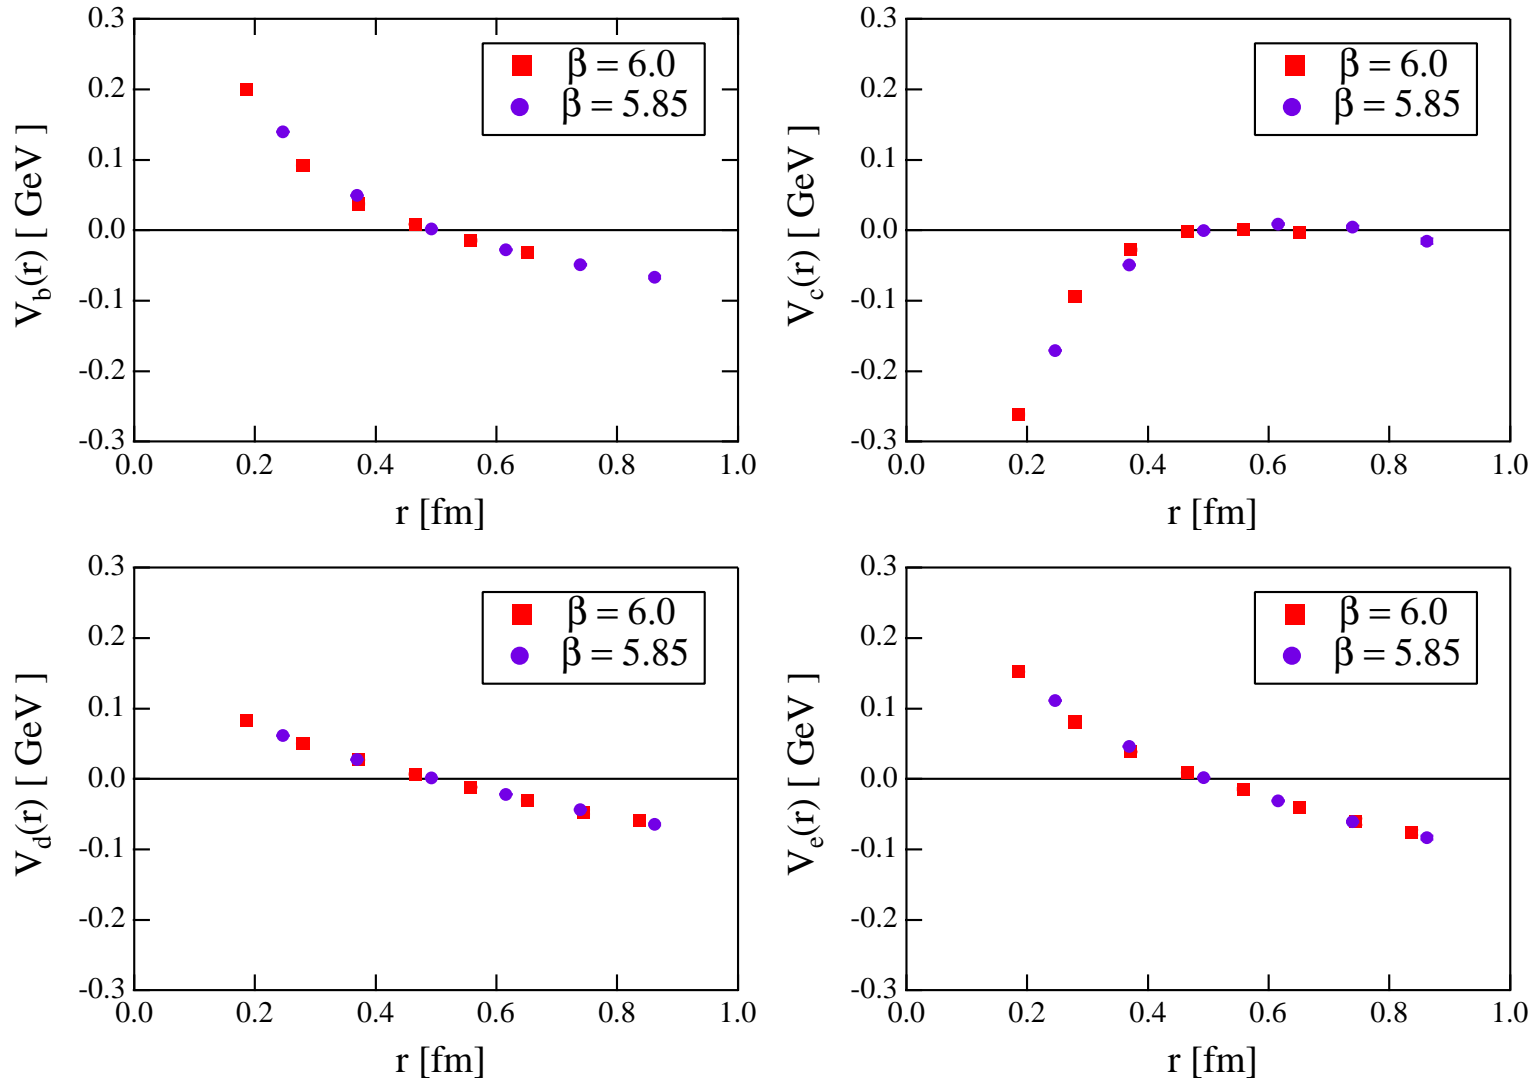 0.3
0.2
0.1
0.0
-0.1
-0.2
-0.3
V_b(r) [ GeV ]
β = 6.0
β = 5.85
0.0 0.2 0.4 0.6 0.8 1.0
r [fm]
0.3
0.2
0.1
0.0
-0.1
-0.2
-0.3
V_c(r) [ GeV ]
β = 6.0
β = 5.85
0.0 0.2 0.4 0.6 0.8 1.0
r [fm]
0.3
0.2
0.1
0.0
-0.1
-0.2
-0.3
V_d(r) [ GeV ]
β = 6.0
β = 5.85
0.0 0.2 0.4 0.6 0.8 1.0
r [fm]
0.3
0.2
0.1
0.0
-0.1
-0.2
-0.3
V_e(r) [ GeV ]
β = 6.0
β = 5.85
0.0 0.2 0.4 0.6 0.8 1.0
r [fm]